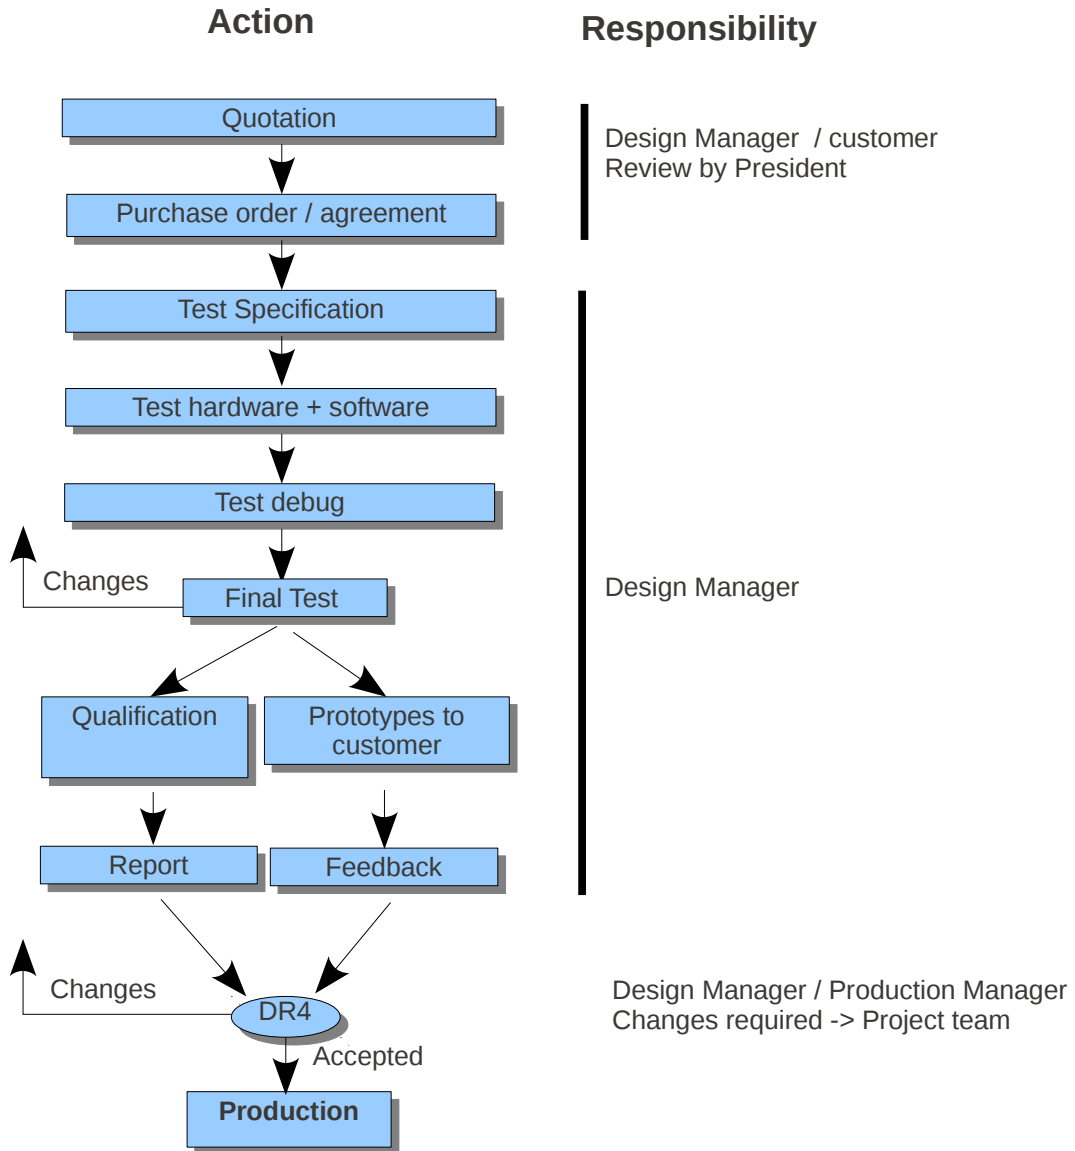 Action
Responsibility
Quotation
Design Manager / customer
Review by President
Purchase order / agreement
Test Specification
Test hardware + software
Test debug
Changes
Final Test
Design Manager
Qualification
Prototypes to
customer
Report
Feedback
Changes
DR4
Design Manager / Production Manager
Changes required -> Project team
Accepted
Production